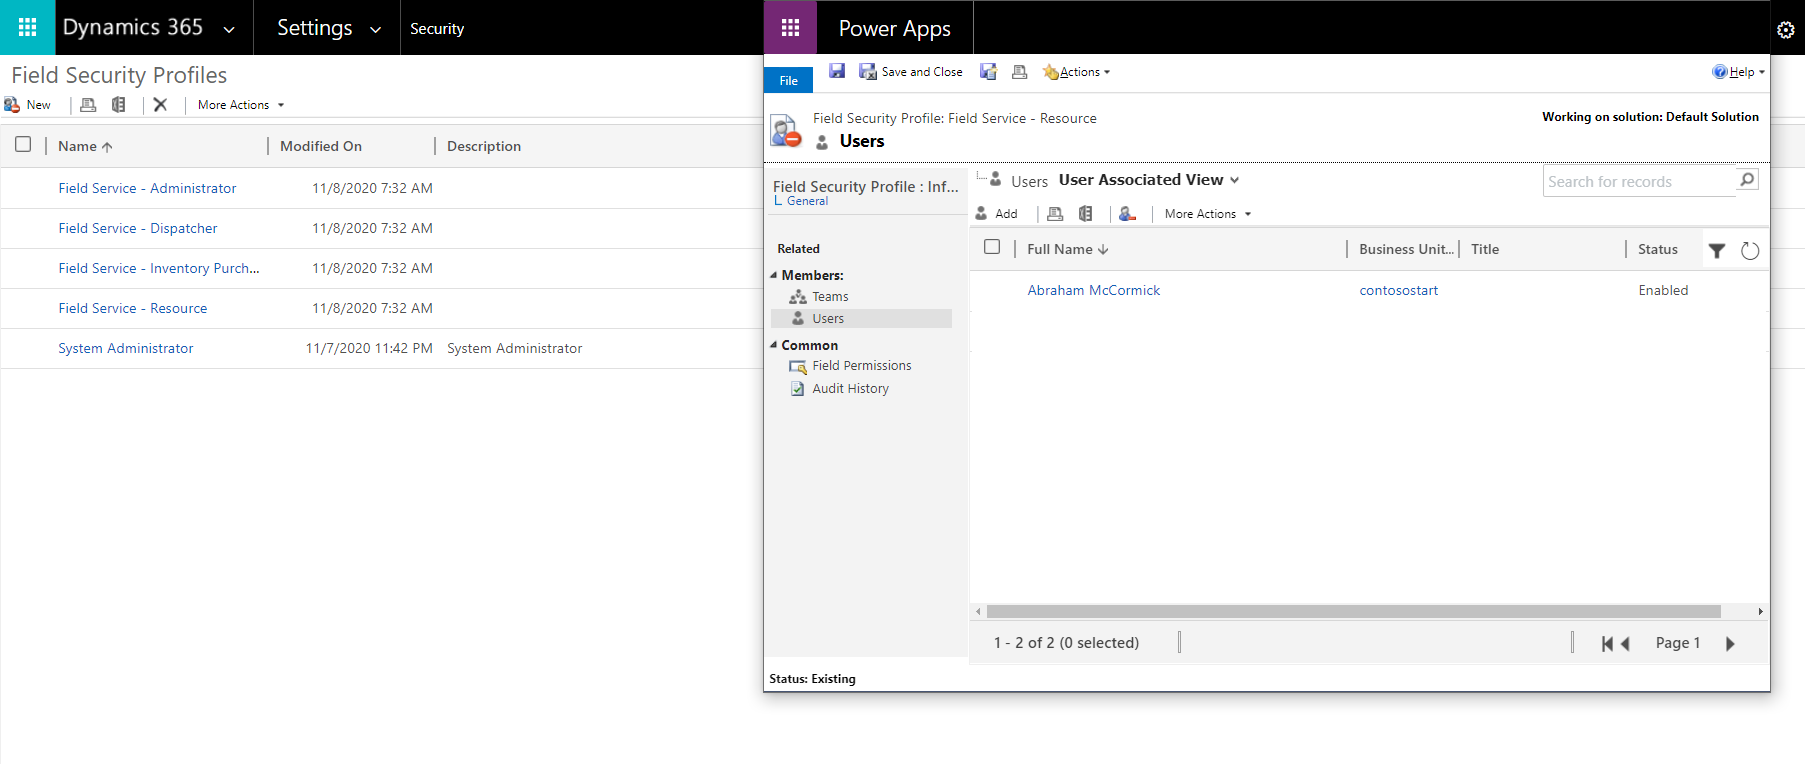 Dynamics 365 Settings Security
Field Security Profiles
New More Actions
Name Modified On Description
Field Service - Administrator 11/8/2020 7:32 AM
Field Service - Dispatcher 11/8/2020 7:32 AM
Field Service - Inventory Purch... 11/8/2020 7:32 AM
Field Service - Resource 11/8/2020 7:32 AM
System Administrator 11/7/2020 11:42 PM System Administrator
Power Apps
File Save and Close Actions Help
Field Security Profile: Field Service - Resource
Users
Working on solution: Default Solution
Field Security Profile : Inf...
General
Related
Members:
Teams
Users
Common
Field Permissions
Audit History
Users User Associated View Search for records
Add More Actions
Full Name Business Unit... Title Status
Abraham McCormick contosostart Enabled
1 - 2 of 2 (0 selected) Page 1
Status: Existing